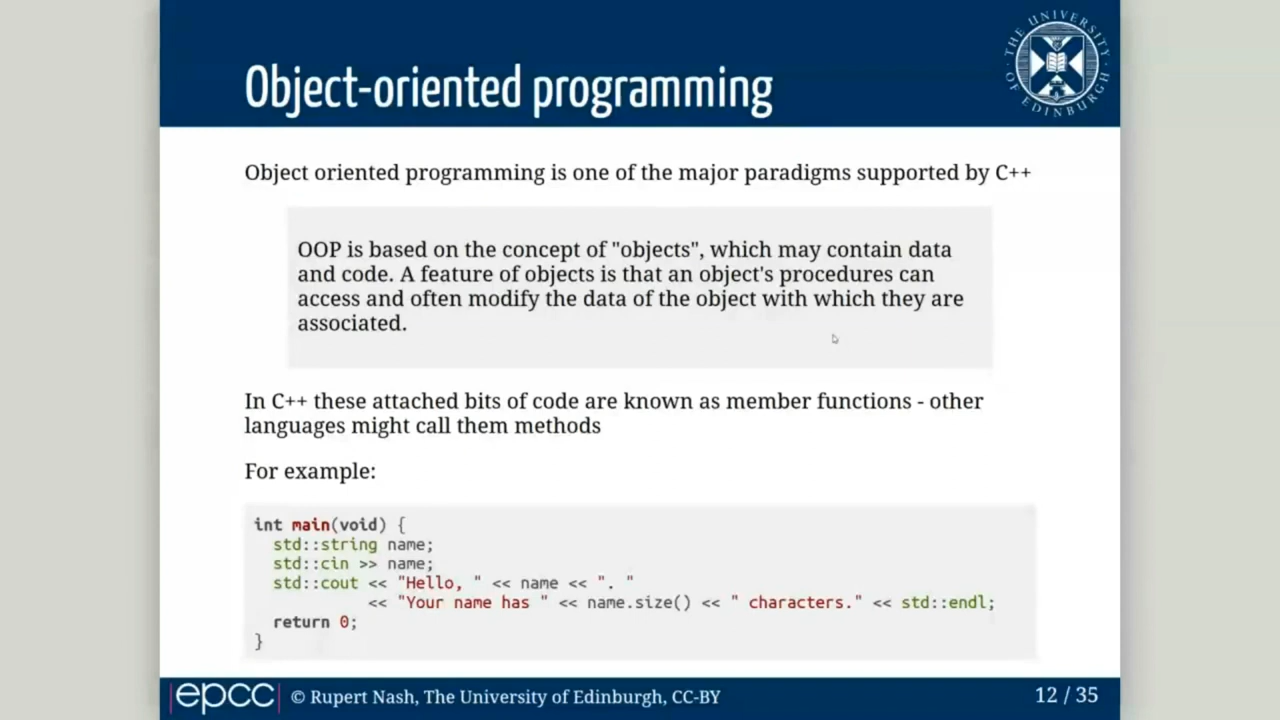 Object-oriented programming
THE UNIVERSITY OF EDINBURGH
Object oriented programming is one of the major paradigms supported by C++
OOP is based on the concept of "objects", which may contain data
and code. A feature of objects is that an object's procedures can
access and often modify the data of the object with which they are
associated.
In C++ these attached bits of code are known as member functions - other
languages might call them methods
For example:
int main(void) {
  std::string name;
  std::cin >> name;
  std::cout << "Hello, " << name << ". "
            << "Your name has " << name.size() << " characters." << std::endl;
  return 0;
}
epcc © Rupert Nash, The University of Edinburgh, CC-BY 12 / 35